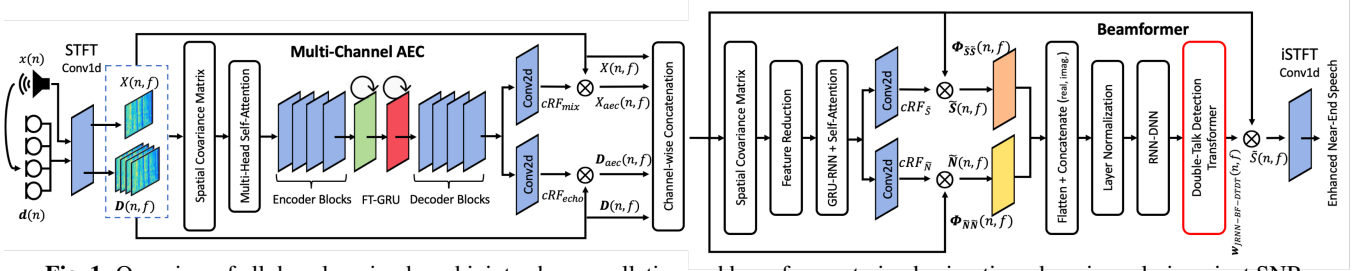 x(n)
d(n)
STFT
Conv1d
X(n, f)
D(n, f)
Spatial Covariance Matrix
Multi-Head Self-Attention
Multi-Channel AEC
Encoder Blocks
FT-GRU
Decoder Blocks
Conv2d
cRF_mix
Conv2d
cRF_echo
X(n, f)
X_aec(n, f)
D_aec(n, f)
D(n, f)
Channel-wise Concatenation
Spatial Covariance Matrix
Feature Reduction
GRU-RNN + Self-Attention
Conv2d
cRF_S̃
Conv2d
cRF_Ñ
Φ_S̃S̃(n, f)
S̃(n, f)
Ñ(n, f)
Φ_ÑÑ(n, f)
Beamformer
Flatten + Concatenate (real, imag.)
Layer Normalization
RNN-DNN
Double-Talk Detection
Transformer
w_JRNN-BF-DTDT(n, f)
S̃(n, f)
iSTFT
Conv1d
Enhanced Near-End Speech